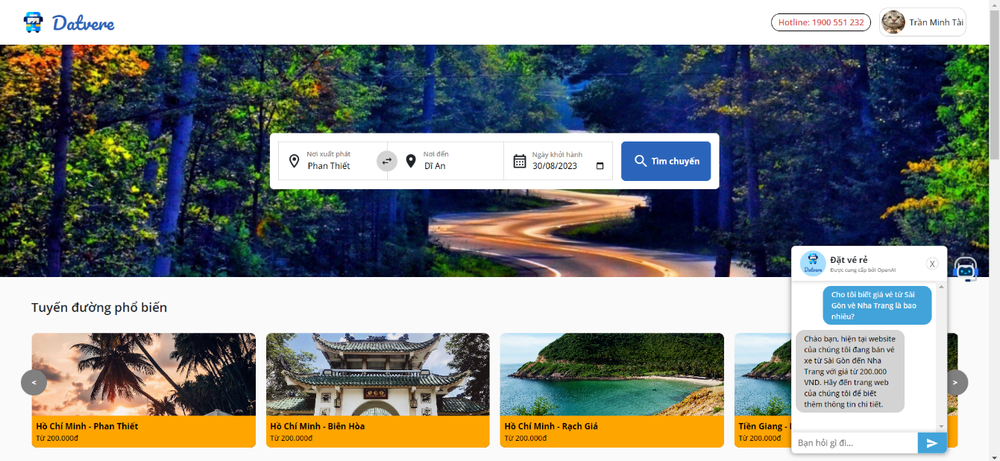 Datvere
Hotline: 1900 551 232
Trần Minh Tài
Nơi xuất phát
Phan Thiết
Nơi đến
Dĩ An
Ngày khởi hành
30/08/2023
Tìm chuyến
Tuyến đường phổ biến
<
Hồ Chí Minh - Phan Thiết
Từ 200.000đ
Hồ Chí Minh - Biên Hòa
Từ 200.000đ
Hồ Chí Minh - Rạch Giá
Từ 200.000đ
Tiền Giang -
Từ 200.000đ
>
Datvere
Đặt vé rẻ
Được cung cấp bởi OpenAI
X
Cho tôi biết giá vé từ Sài
Gòn về Nha Trang là bao
nhiêu?
Chào bạn, hiện tại website
của chúng tôi đang bán vé
xe từ Sài Gòn đến Nha
Trang với giá từ 200.000
VND. Hãy đến trang web
của chúng tôi để biết
thêm thông tin chi tiết.
Bạn hỏi gì đi...